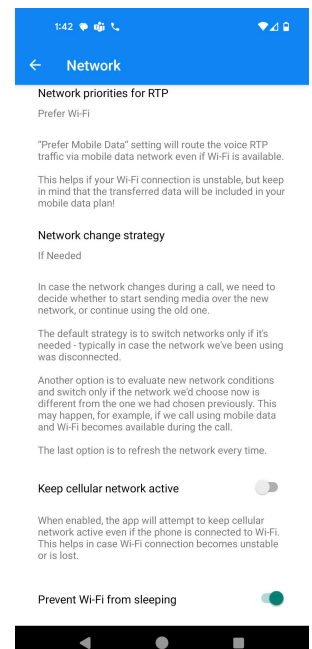 1:42
Network
Network priorities for RTP
Prefer Wi-Fi
"Prefer Mobile Data" setting will route the voice RTP
traffic via mobile data network even if Wi-Fi is available.
This helps if your Wi-Fi connection is unstable, but keep
in mind that the transferred data will be included in your
mobile data plan!
Network change strategy
If Needed
In case the network changes during a call, we need to
decide whether to start sending media over the new
network, or continue using the old one.
The default strategy is to switch networks only if it's
needed - typically in case the network we've been using
was disconnected.
Another option is to evaluate new network conditions
and switch only if the network we'd choose now is
different from the one we had chosen previously. This
may happen, for example, if we call using mobile data
and Wi-Fi becomes available during the call.
The last option is to refresh the network every time.
Keep cellular network active
When enabled, the app will attempt to keep cellular
network active even if the phone is connected to Wi-Fi.
This helps in case Wi-Fi connection becomes unstable
or is lost.
Prevent Wi-Fi from sleeping